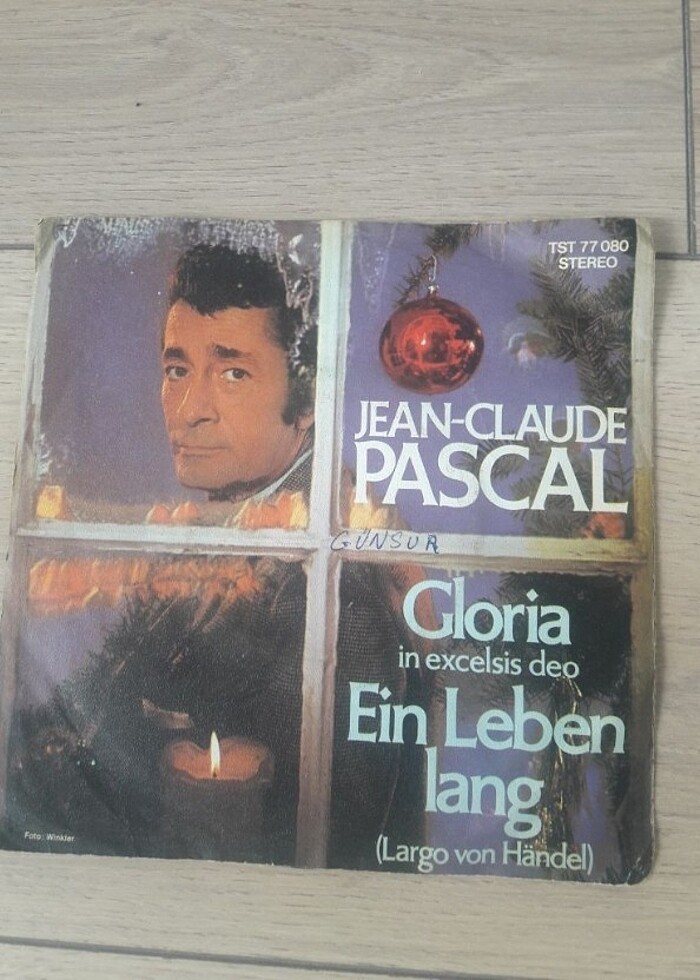 TST 77 080
STEREO
JEAN-CLAUDE
PASCAL
GÜNSUR
Gloria
in excelsis deo
Ein Leben
lang
(Largo von Händel)
Foto: Winkler